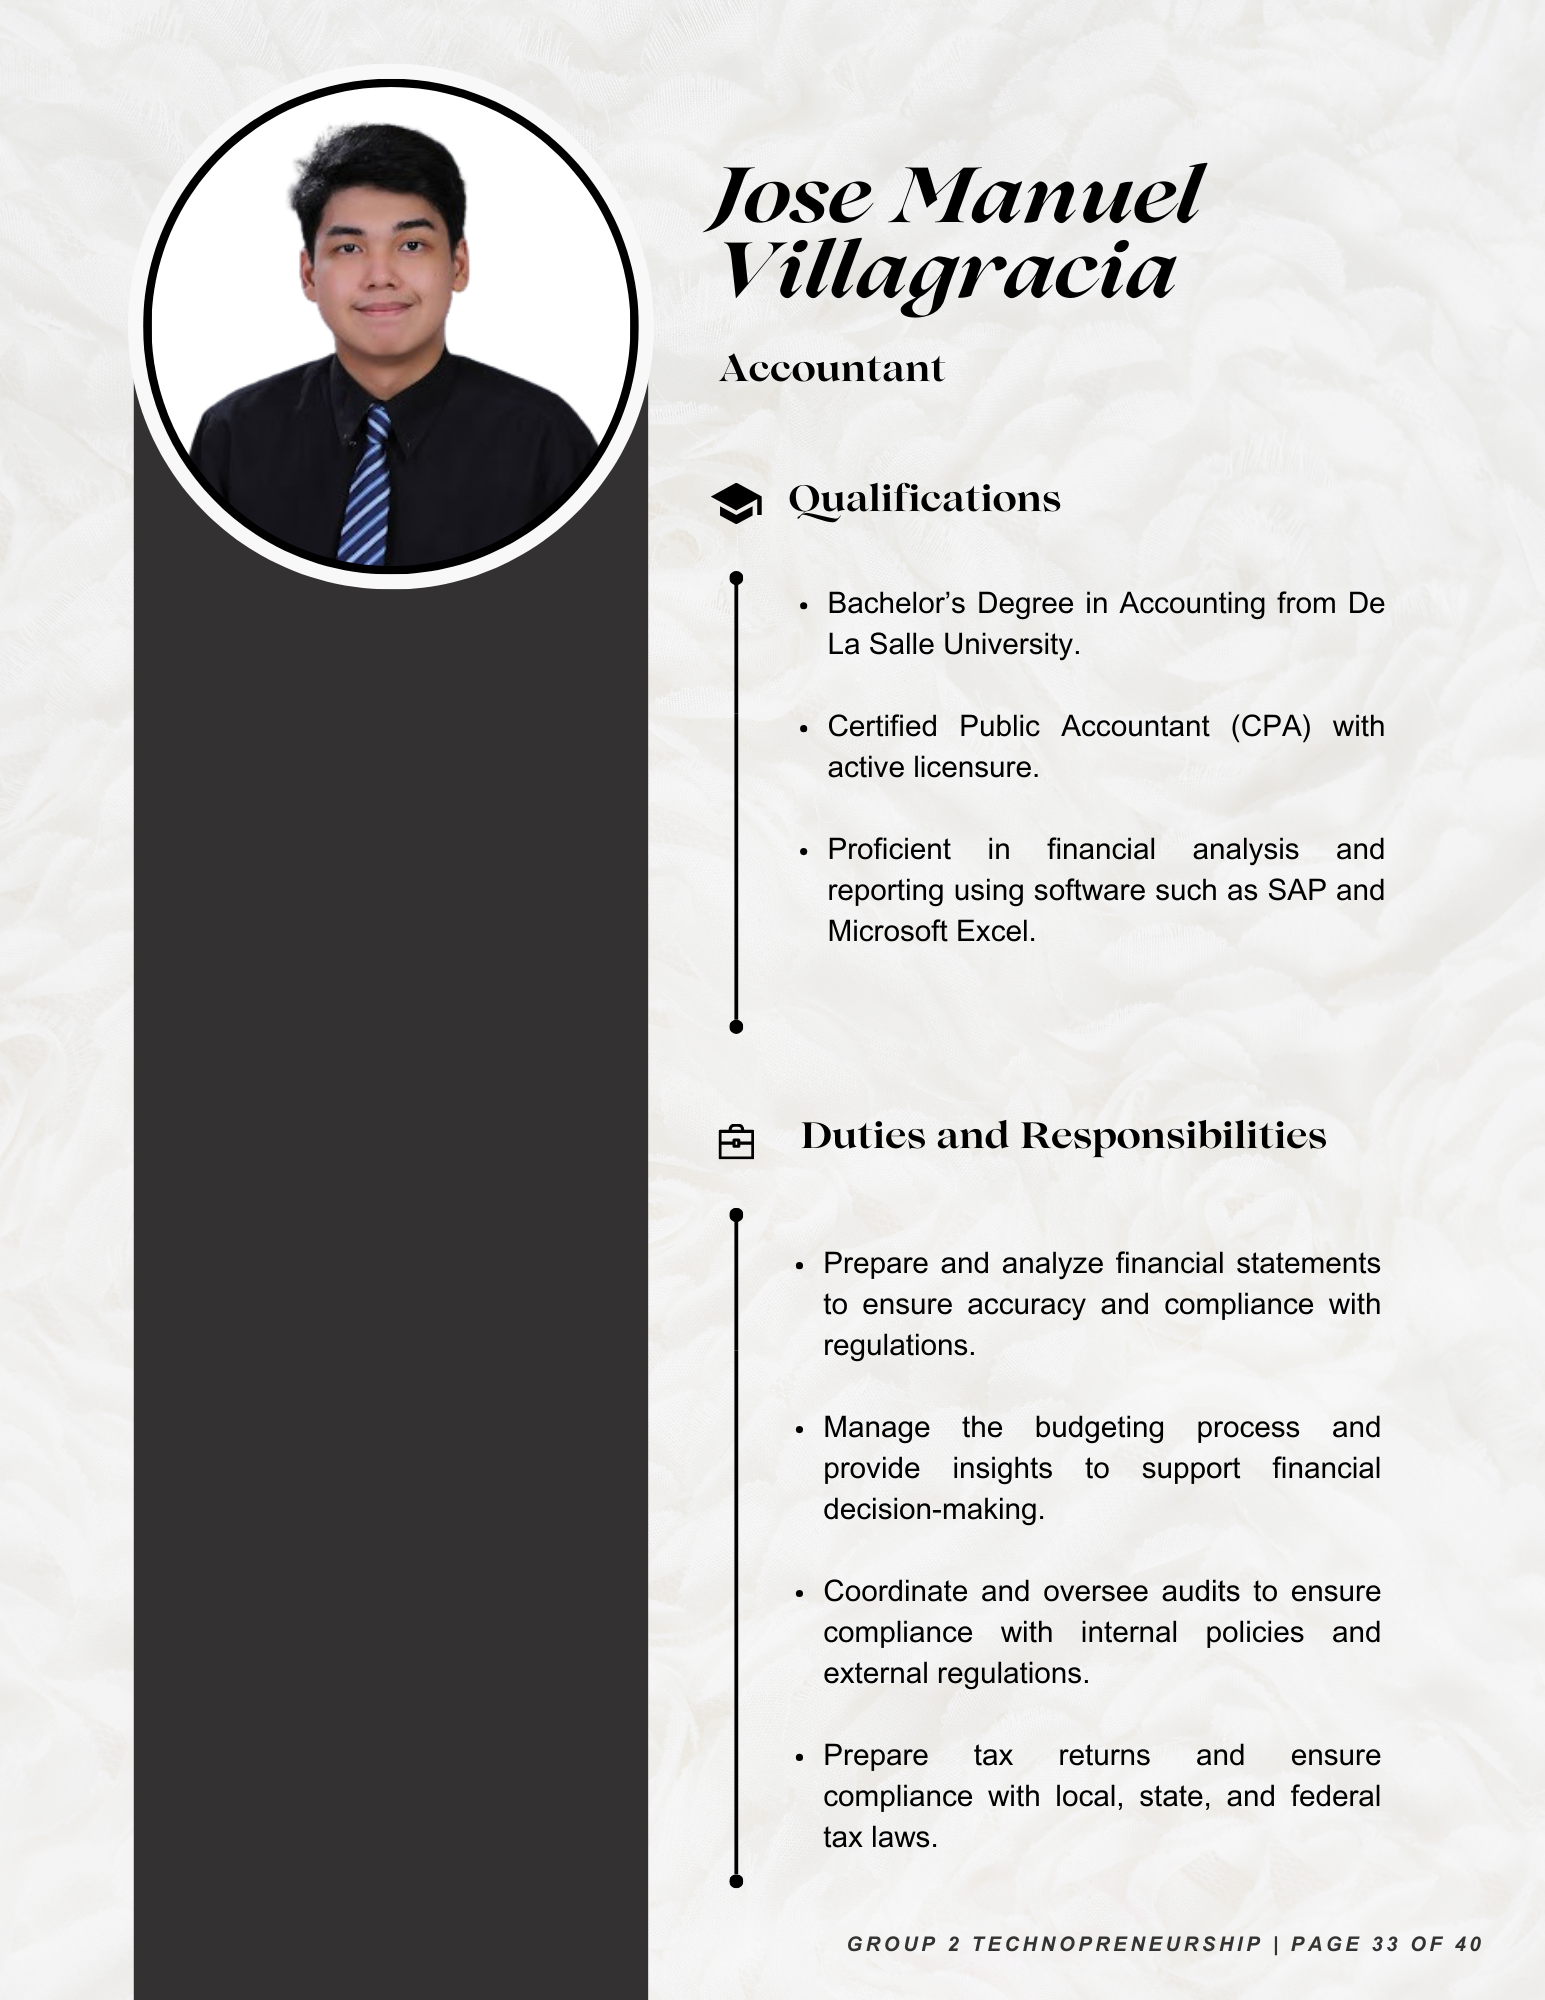 Jose Manuel
Villagracia
Accountant
Qualifications
• Bachelor’s Degree in Accounting from De
La Salle University.
• Certified Public Accountant (CPA) with
active licensure.
• Proficient in financial analysis and
reporting using software such as SAP and
Microsoft Excel.
Duties and Responsibilities
• Prepare and analyze financial statements
to ensure accuracy and compliance with
regulations.
• Manage the budgeting process and
provide insights to support financial
decision-making.
• Coordinate and oversee audits to ensure
compliance with internal policies and
external regulations.
• Prepare tax returns and ensure
compliance with local, state, and federal
tax laws.
GROUP 2 TECHNOPRENEURSHIP | PAGE 33 OF 40